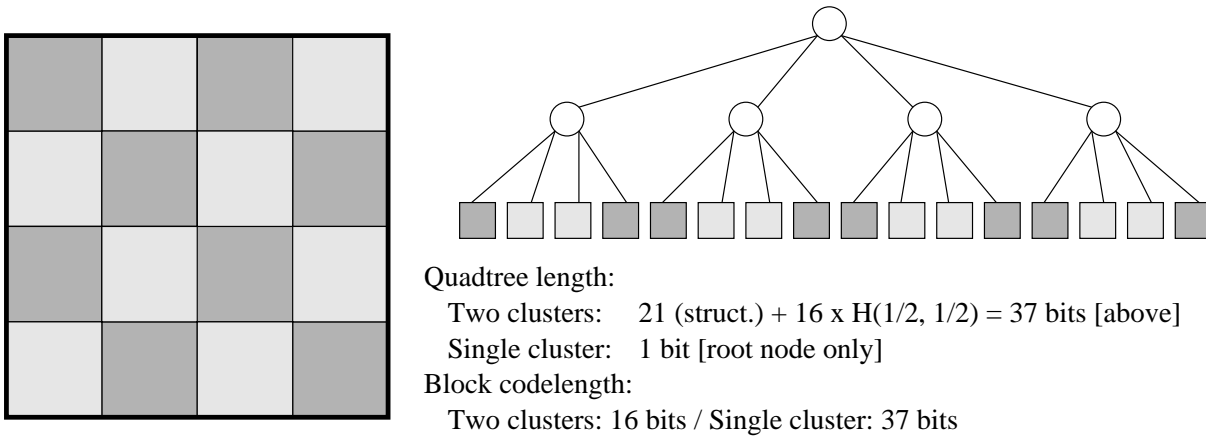 Quadtree length:
Two clusters: 21 (struct.) + 16 x H(1/2, 1/2) = 37 bits [above]
Single cluster: 1 bit [root node only]
Block codelength:
Two clusters: 16 bits / Single cluster: 37 bits